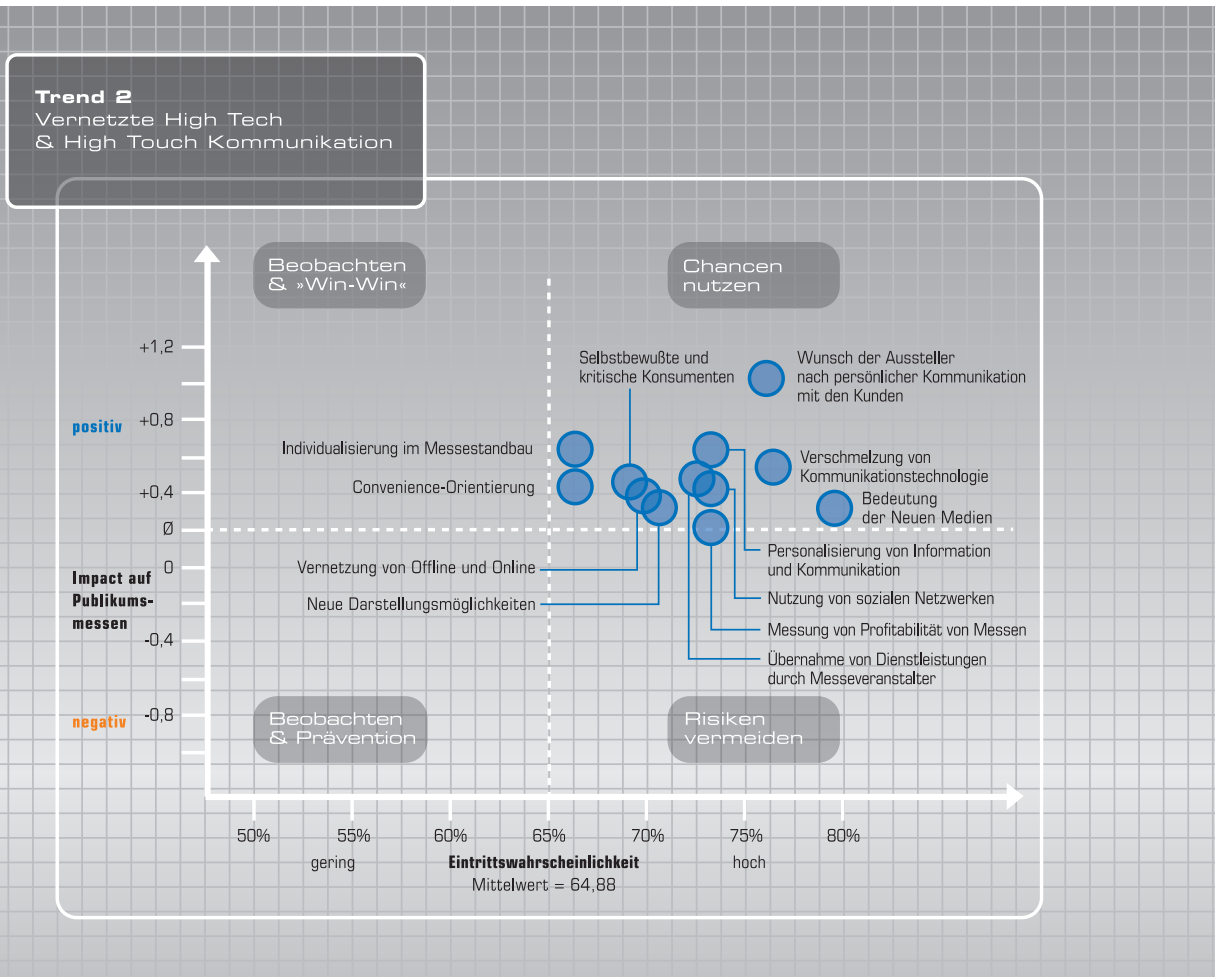 Trend 2
Vernetzte High Tech
& High Touch Kommunikation
Beobachten
& »Win-Win«
Chancen
nutzen
+1,2
+0,8
+0,4
Ø
0
-0,4
-0,8
positiv
Impact auf
Publikums-
messen
negativ
Selbstbewußte und
kritische Konsumenten
Wunsch der Aussteller
nach persönlicher Kommunikation
mit den Kunden
Individualisierung im Messestandbau
Convenience-Orientierung
Verschmelzung von
Kommunikationstechnologie
Bedeutung
der Neuen Medien
Vernetzung von Offline und Online
Neue Darstellungsmöglichkeiten
Personalisierung von Information
und Kommunikation
Nutzung von sozialen Netzwerken
Messung von Profitabilität von Messen
Übernahme von Dienstleistungen
durch Messeveranstalter
Beobachten
& Prävention
Risiken
vermeiden
50% 55% 60% 65% 70% 75% 80%
gering Eintrittswahrscheinlichkeit hoch
Mittelwert = 64,88